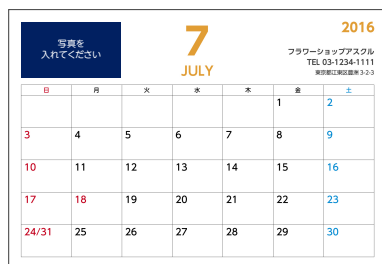 写真を
入れてください
7
JULY
2016
フラワーショップアスクル
TEL 03-1234-1111
東京都江東区豊洲3-2-3
日 月 火 水 木 金 土
1 2
3 4 5 6 7 8 9
10 11 12 13 14 15 16
17 18 19 20 21 22 23
24/31 25 26 27 28 29 30